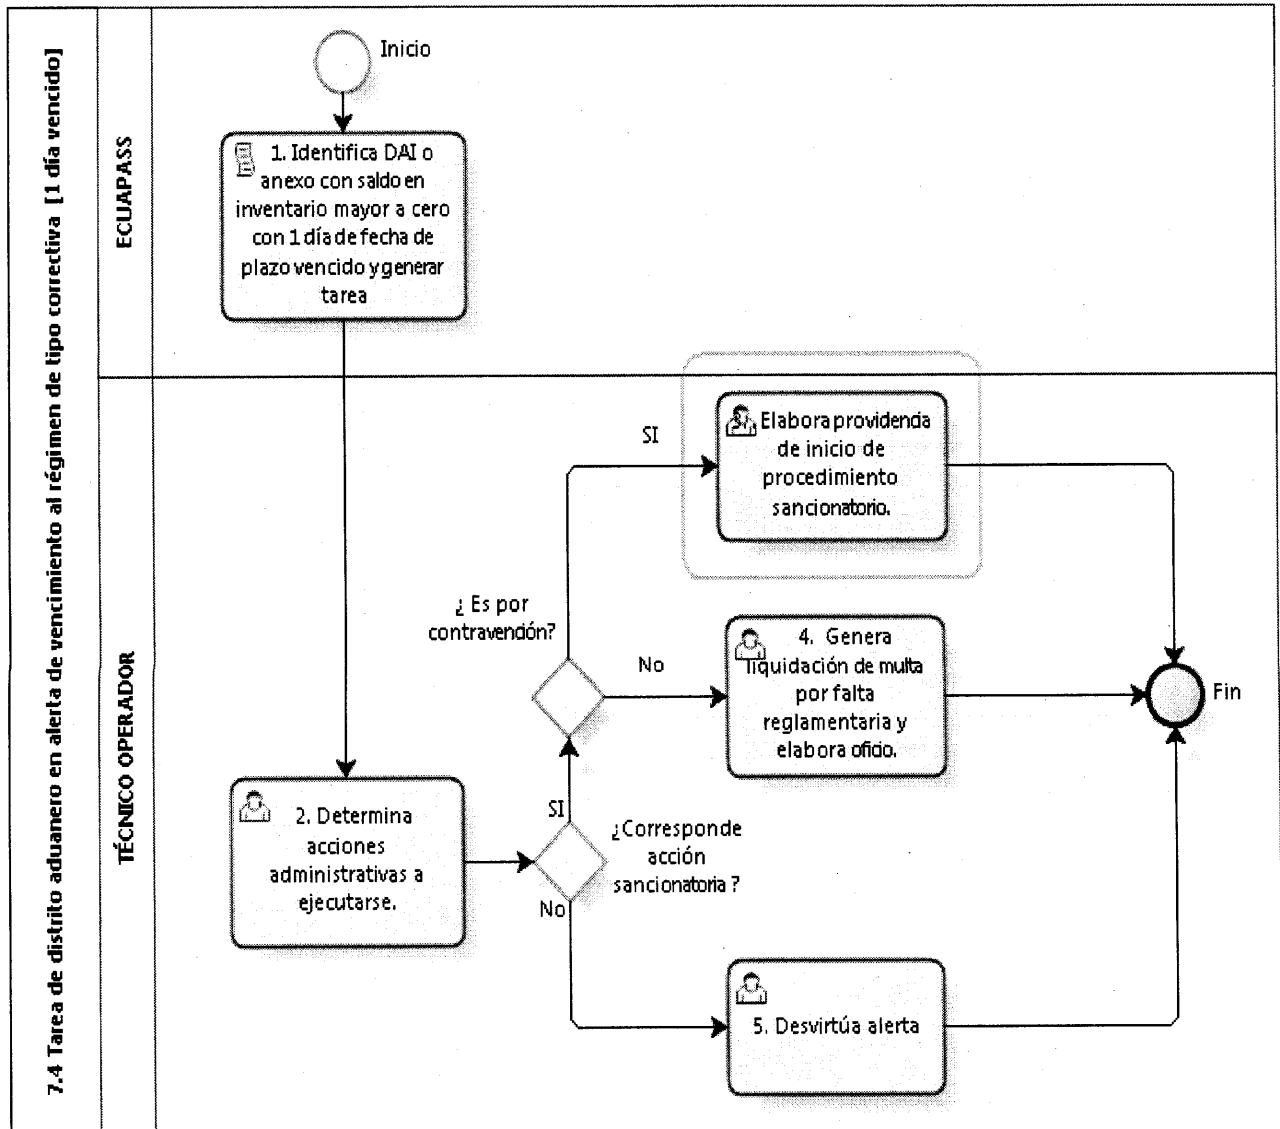 7.4 Tarea de distrito aduanero en alerta de vencimiento al régimen de tipo correctiva [1 día vencido]
ECUAPASS
Inicio
1. Identifica DAI o
anexo con saldo en
inventario mayor a cero
con 1 día de fecha de
plazo vencido y generar
tarea
TÉCNICO OPERADOR
2. Determina
acciones
administrativas a
ejecutarse.
¿Corresponde
acción
sancionatoria ?
SI
No
¿ Es por
contravención?
SI
No
Elabora providencia
de inicio de
procedimiento
sancionatorio.
4. Genera
liquidación de multa
por falta
reglamentaria y
elabora oficio.
5. Desvirtúa alerta
Fin